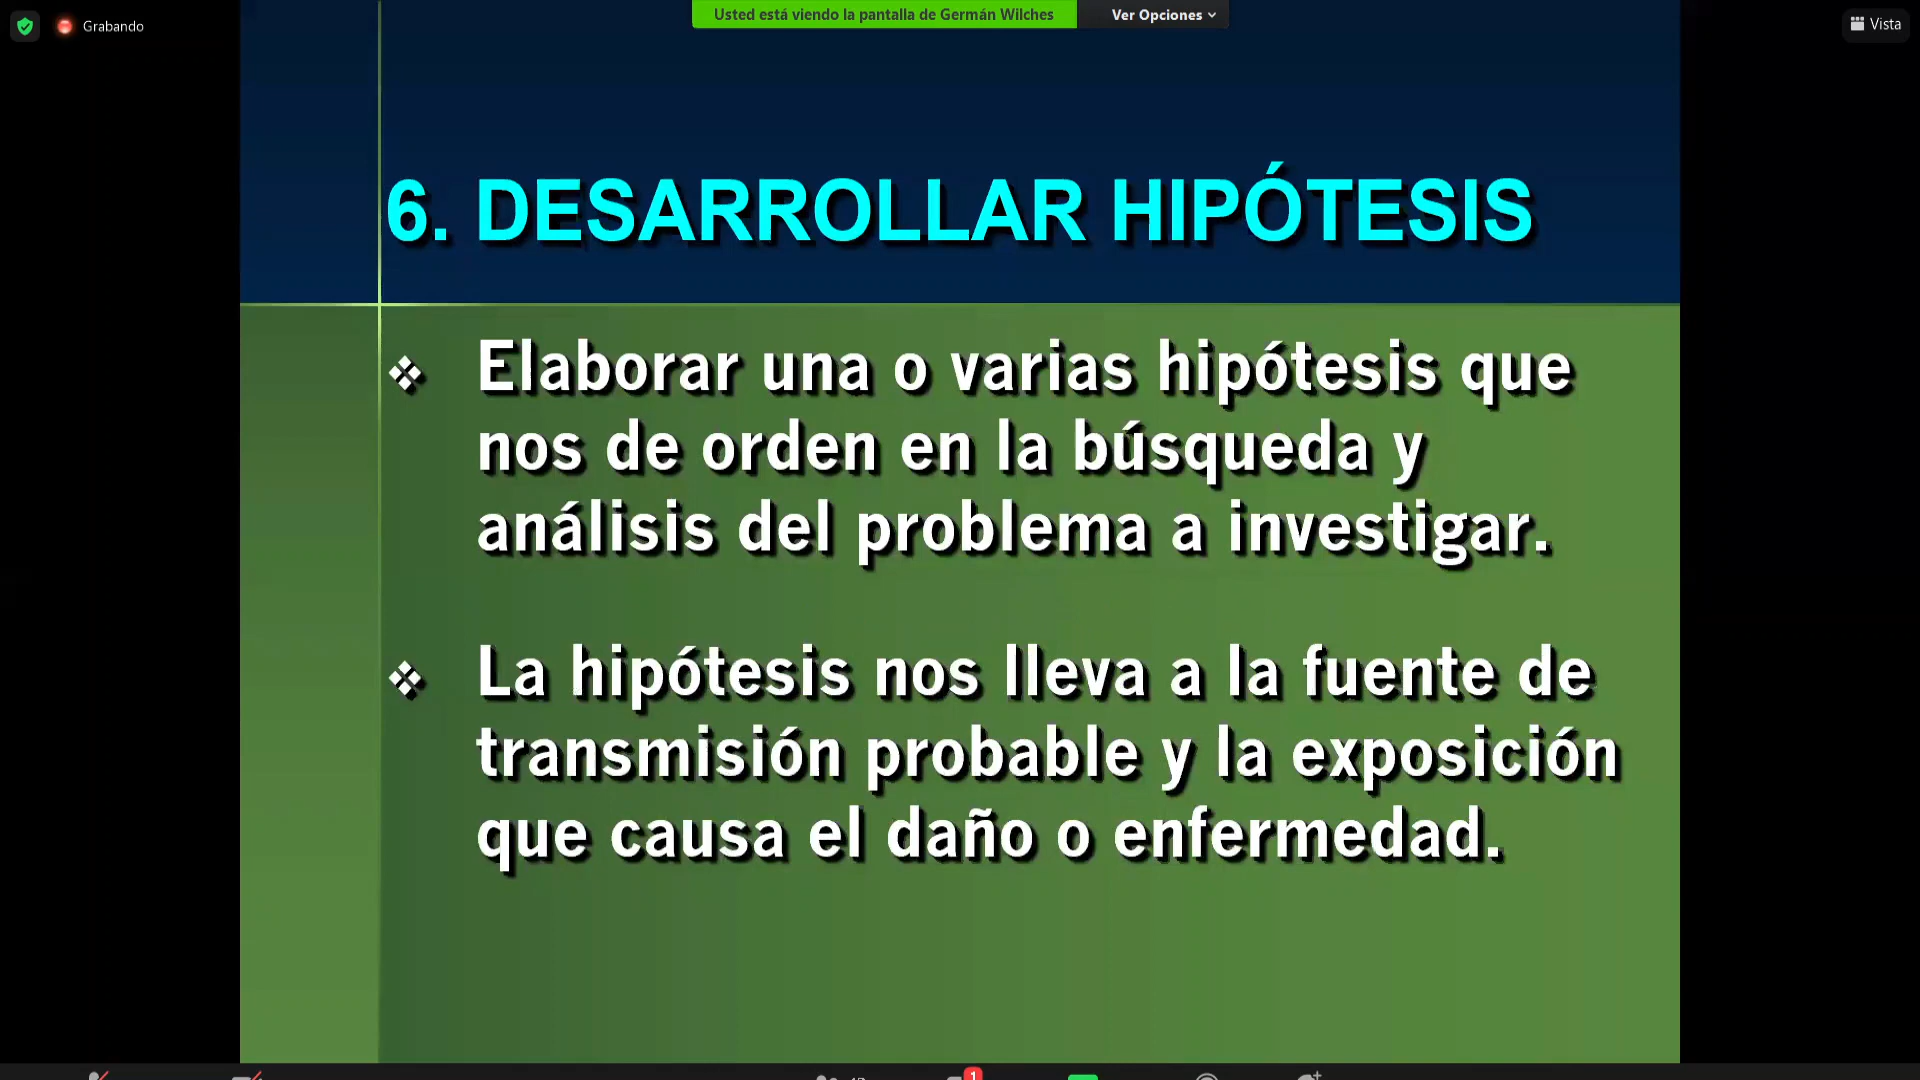 Grabando
Usted está viendo la pantalla de Germán Wilches
Ver Opciones
Vista
6. DESARROLLAR HIPÓTESIS
Elaborar una o varias hipótesis que
nos de orden en la búsqueda y
análisis del problema a investigar.
La hipótesis nos lleva a la fuente de
transmisión probable y la exposición
que causa el daño o enfermedad.
1